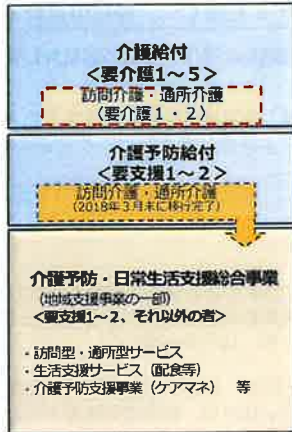 介護給付
<要介護1~5>
訪問介護・通所介護
(要介護1・2)
介護予防給付
<要支援1~2>
訪問介護・通所介護
(2018年3月末に移行完了)
介護予防・日常生活支援総合事業
(地域支援事業の一部)
<要支援1~2、それ以外の者>
・訪問型・通所型サービス
・生活支援サービス(配食等)
・介護予防支援事業(ケアマネ) 等